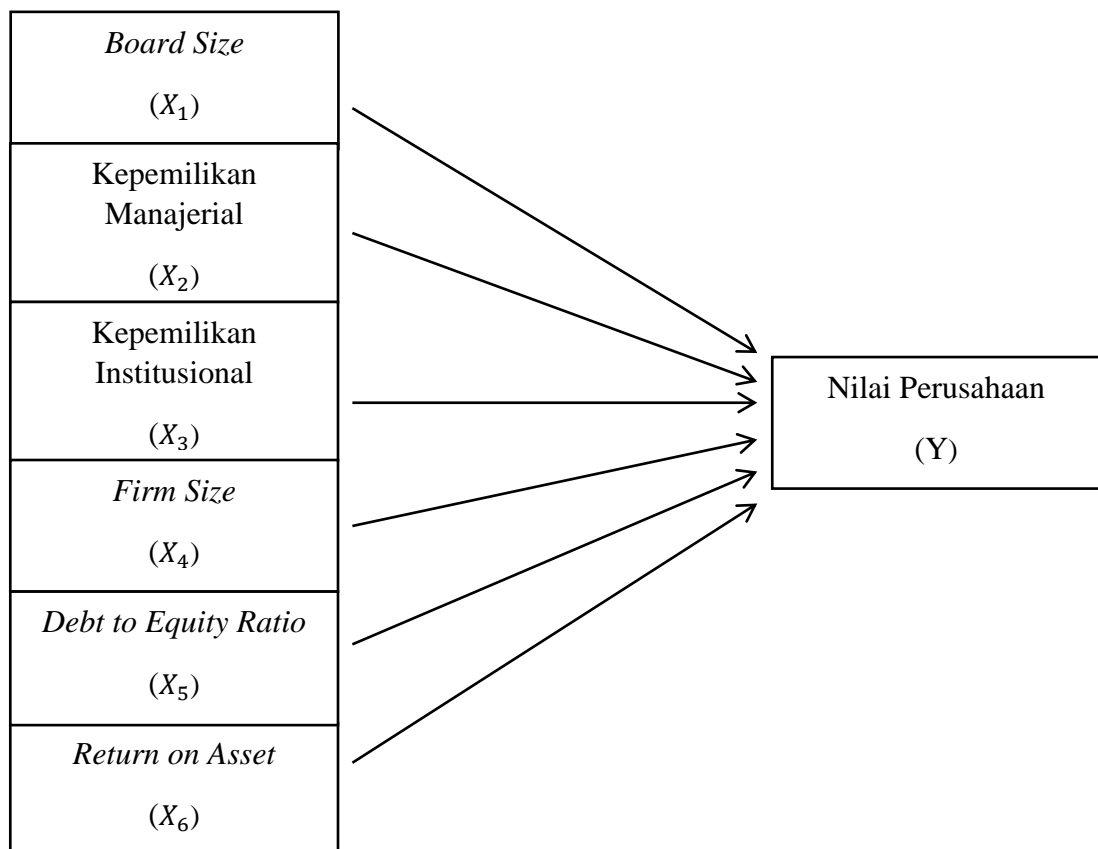 Board Size
(X₁)
Kepemilikan
Manajerial
(X₂)
Kepemilikan
Institusional
(X₃)
Firm Size
(X₄)
Debt to Equity Ratio
(X₅)
Return on Asset
(X₆)
Nilai Perusahaan
(Y)